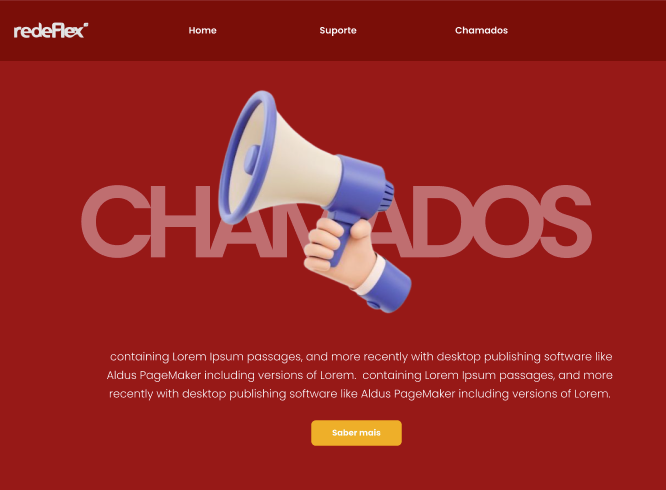 redeflex
Home
Suporte
Chamados
CHAMADOS
containing Lorem Ipsum passages, and more recently with desktop publishing software like
Aldus PageMaker including versions of Lorem.  containing Lorem Ipsum passages, and more
recently with desktop publishing software like Aldus PageMaker including versions of Lorem.
Saber mais